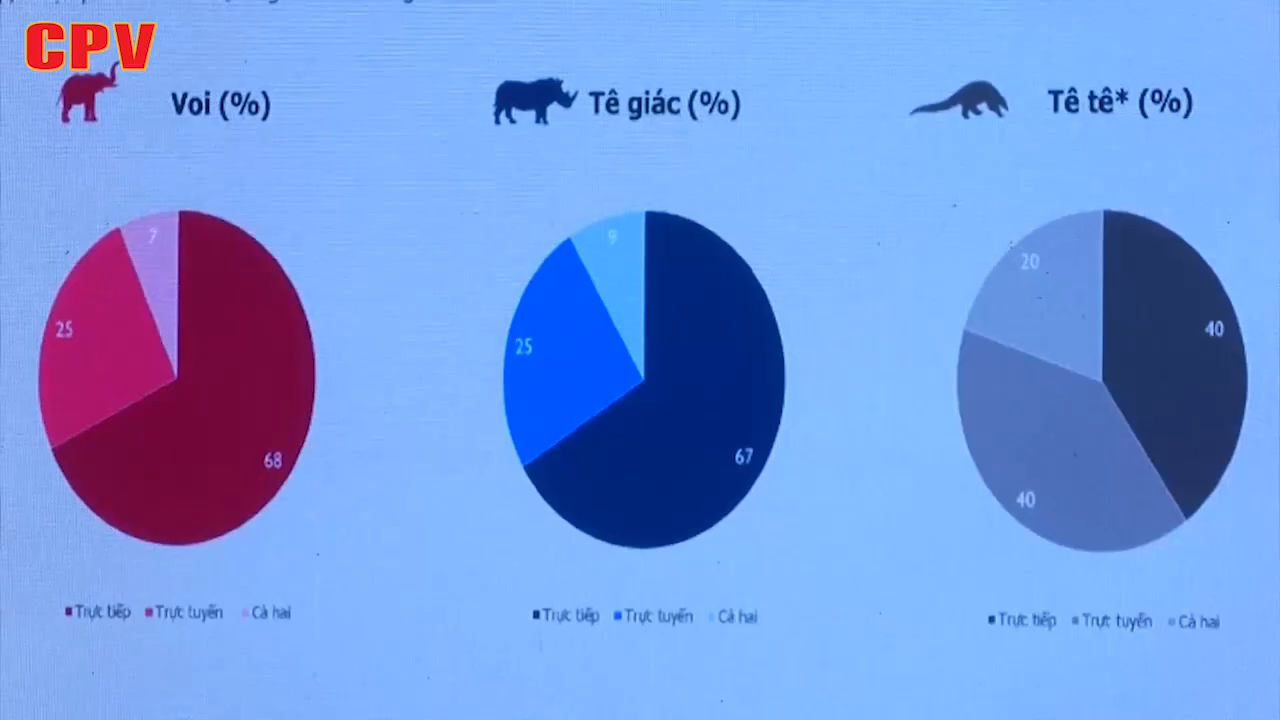 CPV
Voi (%)
Tê giác (%)
Tê tê* (%)
7
25
68
9
25
67
20
40
40
Trực tiếp Trực tuyến Cả hai
Trực tiếp Trực tuyến Cả hai
Trực tiếp Trực tuyến Cả hai